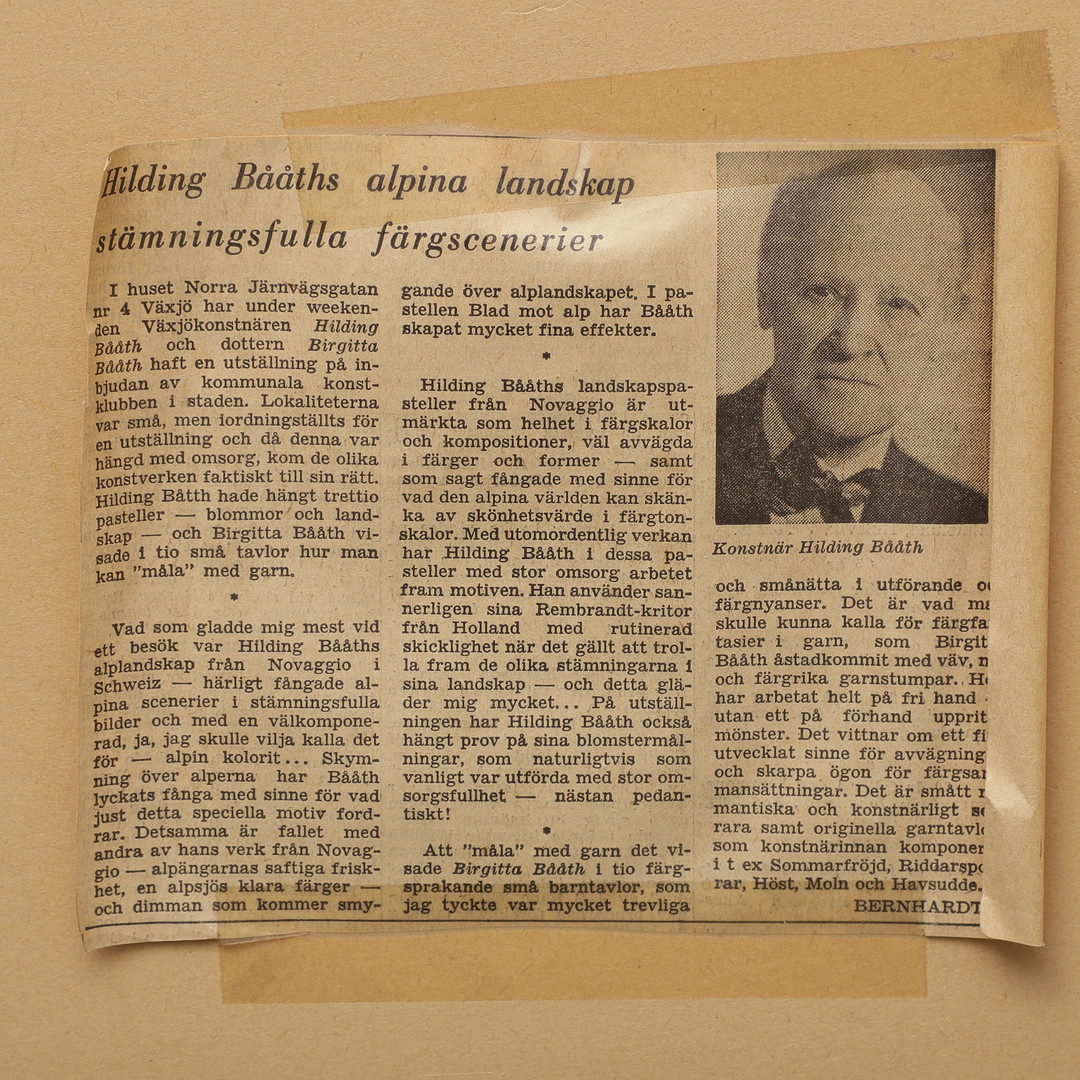 Hilding Bååths alpina landskap
stämningsfulla färgscenerier
I huset Norra Järnvägsgatan
nr 4 Växjö har under weeken-
den Växjökonstnären Hilding
Bååth och dottern Birgitta
Bååth haft en utställning på in-
bjudan av kommunala konst-
klubben i staden. Lokaliteterna
var små, men iordningställts för
en utställning och då denna var
hängd med omsorg, kom de olika
konstverken faktiskt till sin rätt.
Hilding Båtth hade hängt trettio
pasteller — blommor och land-
skap — och Birgitta Bååth vi-
sade i tio små tavlor hur man
kan ”måla” med garn.
*
Vad som gladde mig mest vid
ett besök var Hilding Bååths
alplandskap från Novaggio i
Schweiz — härligt fångade al-
pina scenerier i stämningsfulla
bilder och med en välkompone-
rad, ja, jag skulle vilja kalla det
för — alpin kolorit... Skym-
ning över alperna har Bååth
lyckats fånga med sinne för vad
just detta speciella motiv ford-
rar. Detsamma är fallet med
andra av hans verk från Novag-
gio — alpängarnas saftiga frisk-
het, en alpsjös klara färger —
och dimman som kommer smy-
gande över alplandskapet. I pa-
stellen Blad mot alp har Bååth
skapat mycket fina effekter.
*
Hilding Bååths landskapspa-
steller från Novaggio är ut-
märkta som helhet i färgskalor
och kompositioner, väl avvägda
i färger och former — samt
som sagt fångade med sinne för
vad den alpina världen kan skän-
ka av skönhetsvärde i färgton-
skalor. Med utomordentlig verkan
har Hilding Bååth i dessa pa-
steller med stor omsorg arbetet
fram motiven. Han använder san-
nerligen sina Rembrandt-kritor
från Holland med rutinerad
skicklighet när det gällt att trol-
la fram de olika stämningarna i
sina landskap — och detta glä-
der mig mycket... På utställ-
ningen har Hilding Bååth också
hängt prov på sina blomstermål-
ningar, som naturligtvis som
vanligt var utförda med stor om-
sorgsfullhet — nästan pedan-
tiskt!
*
Att ”måla” med garn det vi-
sade Birgitta Bååth i tio färg-
sprakande små barntavlor, som
jag tyckte var mycket trevliga
Konstnär Hilding Bååth
och smånätta i utförande
färgnyanser. Det är vad
skulle kunna kalla för färgfa
tasier i garn, som Birgit
Bååth åstadkommit med väv,
och färgrika garnstumpar.
har arbetat helt på fri hand
utan ett på förhand upprit
mönster. Det vittnar om ett
utvecklat sinne för avvägning
och skarpa ögon för färgsa
mansättningar. Det är smått
mantiska och konstnärligt
rara samt originella garntavl
som konstnärinnan komponer
i t ex Sommarfröjd, Riddarspo
rar, Höst, Moln och Havsudde.
BERNHARDT